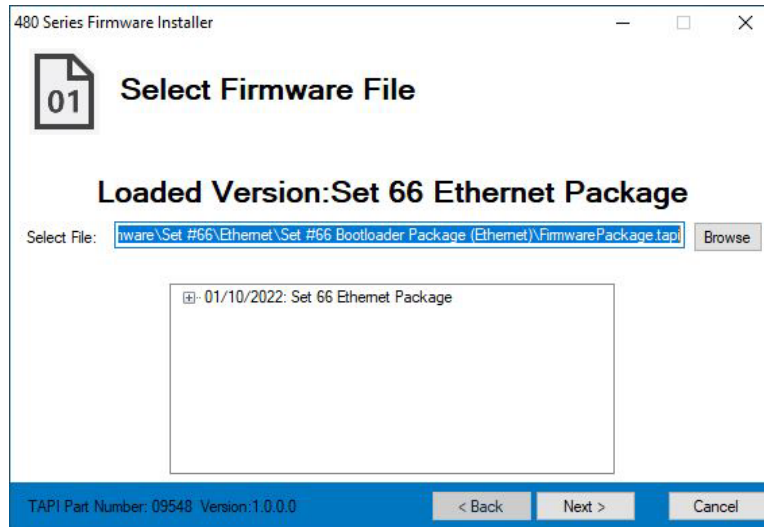 480 Series Firmware Installer
01
Select Firmware File
Loaded Version:Set 66 Ethernet Package
Select File: nware\Set #66\Ethernet\Set #66 Bootloader Package (Ethernet)\FirmwarePackage.tapi Browse
01/10/2022: Set 66 Ethernet Package
TAPI Part Number: 09548 Version:1.0.0.0 < Back Next > Cancel